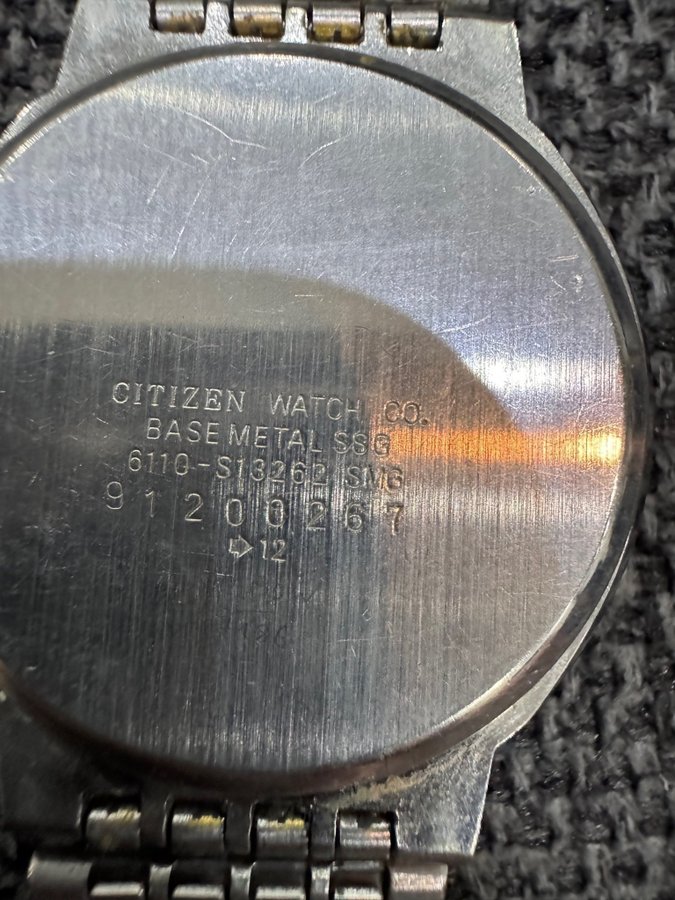 CITIZEN WATCH CO.
BASE METAL SSG
6110-S13262 SMG
91200267
⇨12